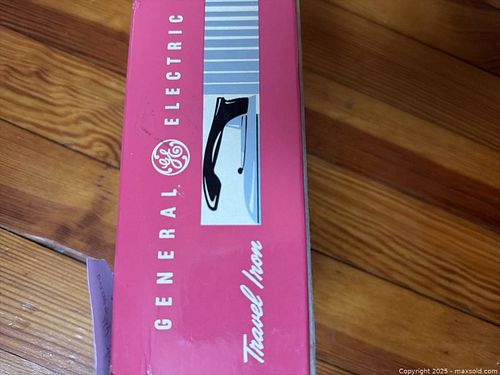 GENERAL GE ELECTRIC
Travel Iron
Copyright 2025 - maxsold.com